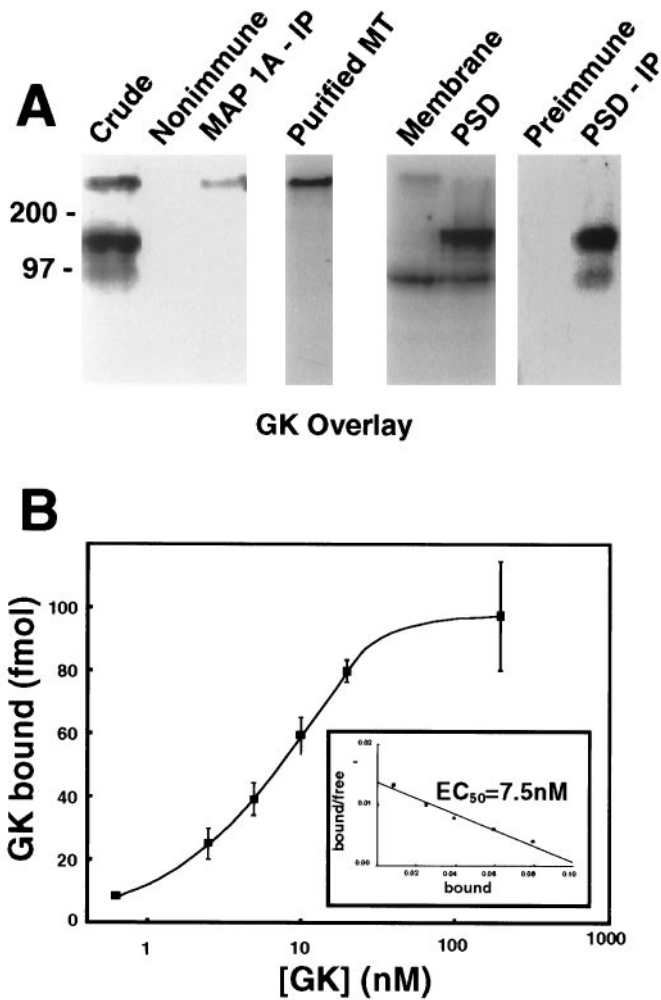 A
Crude
Nonimmune
MAP 1A - IP
Purified MT
Membrane
PSD
Preimmune
PSD - IP
200 -
97 -
GK Overlay
B
GK bound (fmol)
100
80
60
40
20
0
1
10
100
1000
[GK] (nM)
bound/free
0.02
0.01
0.00
EC50=7.5nM
0.02
0.04
0.06
0.08
0.10
bound